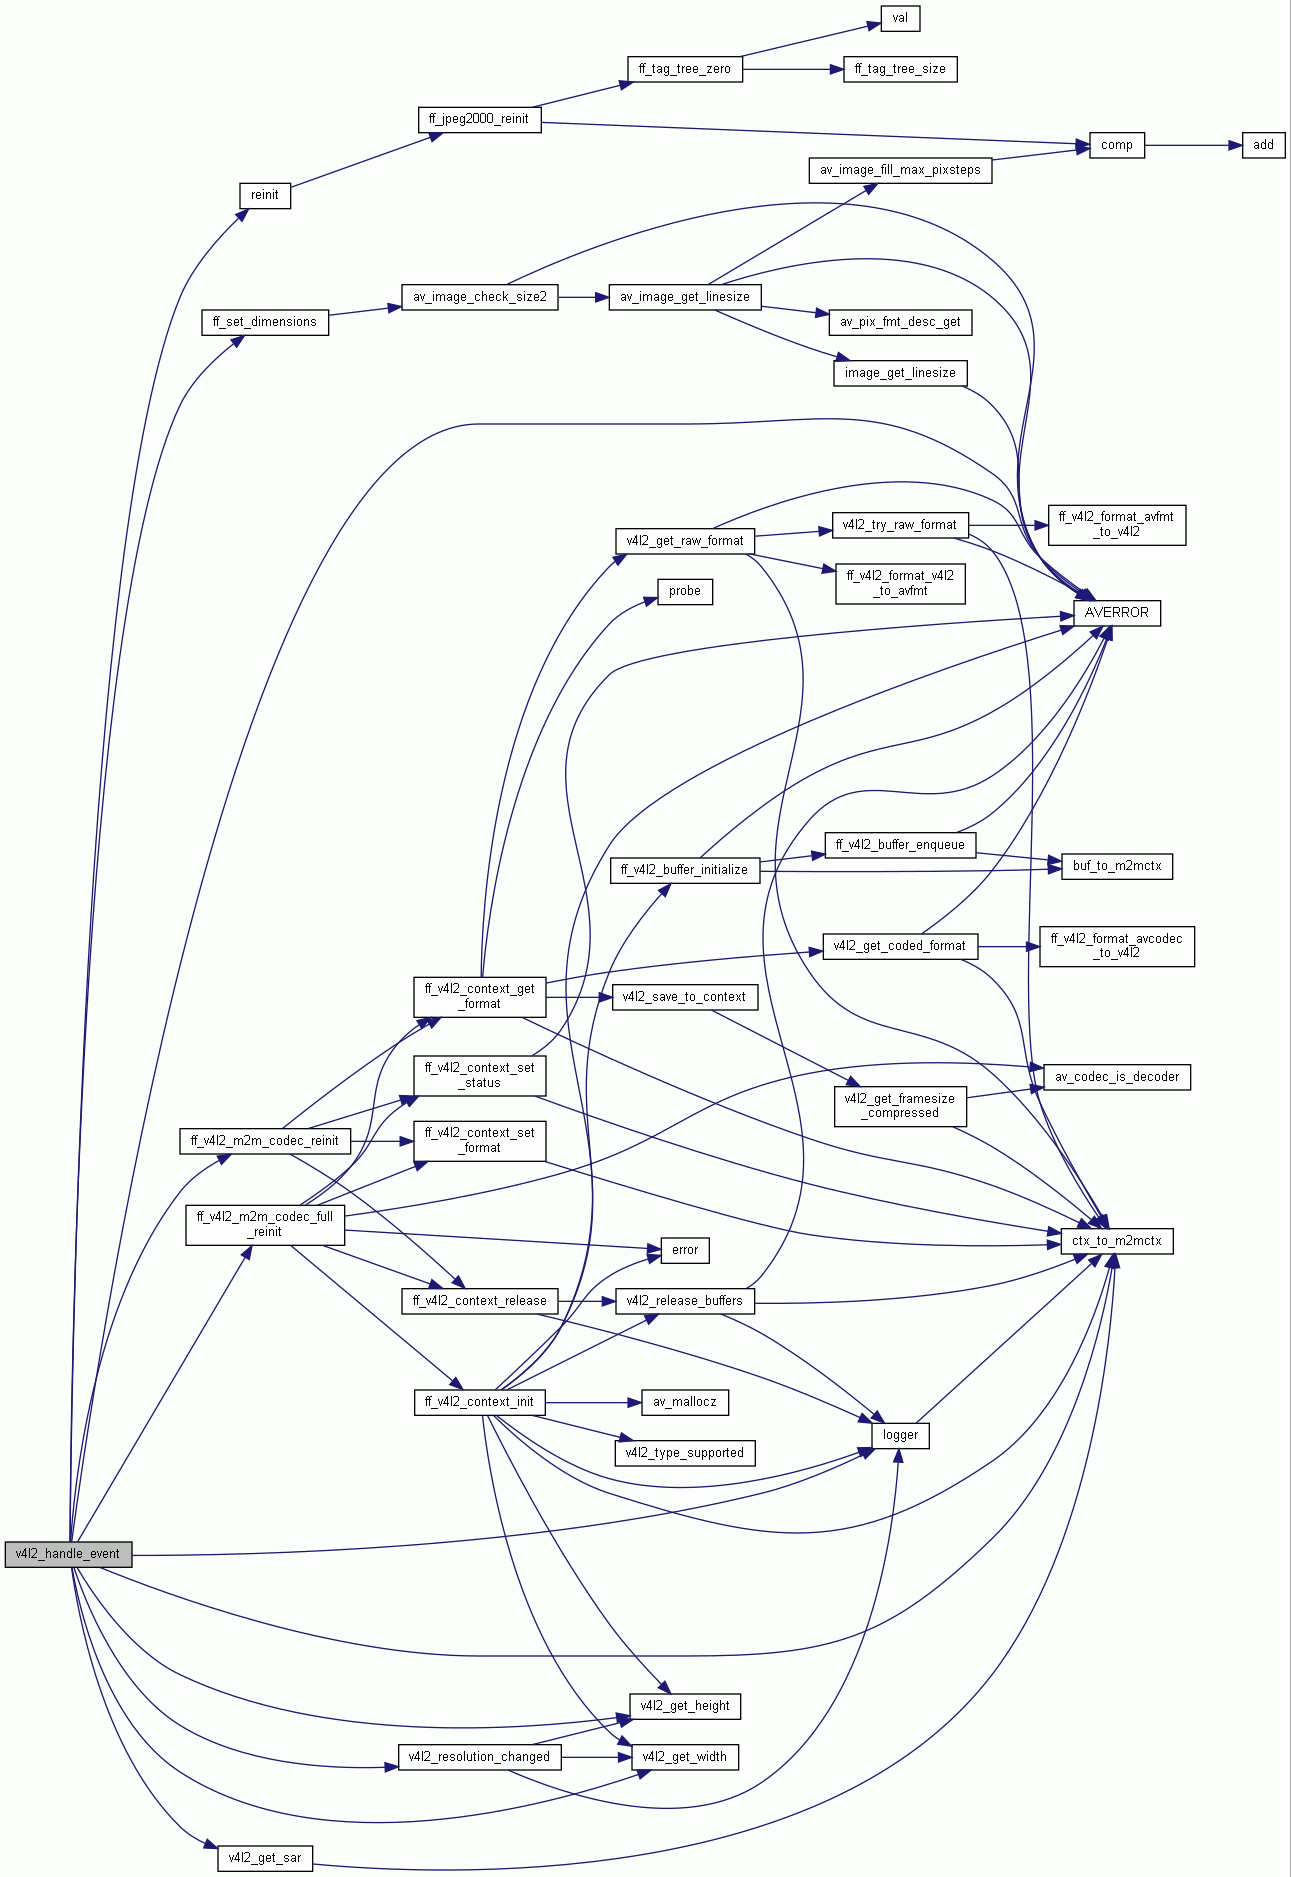 val
ff_tag_tree_zero
ff_tag_tree_size
ff_jpeg2000_reinit
comp
add
av_image_fill_max_pixsteps
reinit
av_image_check_size2
av_image_get_linesize
ff_set_dimensions
av_pix_fmt_desc_get
image_get_linesize
v4l2_get_raw_format
v4l2_try_raw_format
ff_v4l2_format_avfmt
_to_v4l2
ff_v4l2_format_v4l2
_to_avfmt
probe
AVERROR
ff_v4l2_buffer_enqueue
ff_v4l2_buffer_initialize
buf_to_m2mctx
v4l2_get_coded_format
ff_v4l2_format_avcodec
_to_v4l2
ff_v4l2_context_get
_format
v4l2_save_to_context
ff_v4l2_context_set
_status
av_codec_is_decoder
v4l2_get_framesize
_compressed
ff_v4l2_m2m_codec_reinit
ff_v4l2_context_set
_format
ff_v4l2_m2m_codec_full
_reinit
ctx_to_m2mctx
error
ff_v4l2_context_release
v4l2_release_buffers
ff_v4l2_context_init
av_mallocz
logger
v4l2_type_supported
v4l2_handle_event
v4l2_get_height
v4l2_resolution_changed
v4l2_get_width
v4l2_get_sar